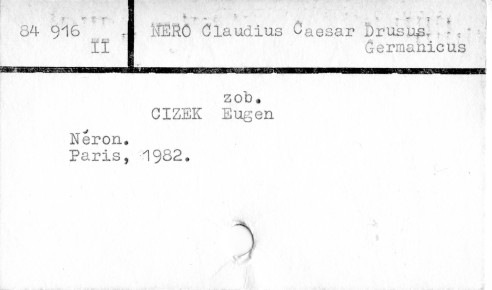 84 916 NERO Claudius Caesar Drusus
II Germanicus
zob.
CIZEK Eugen
Néron.
Paris, 1982.